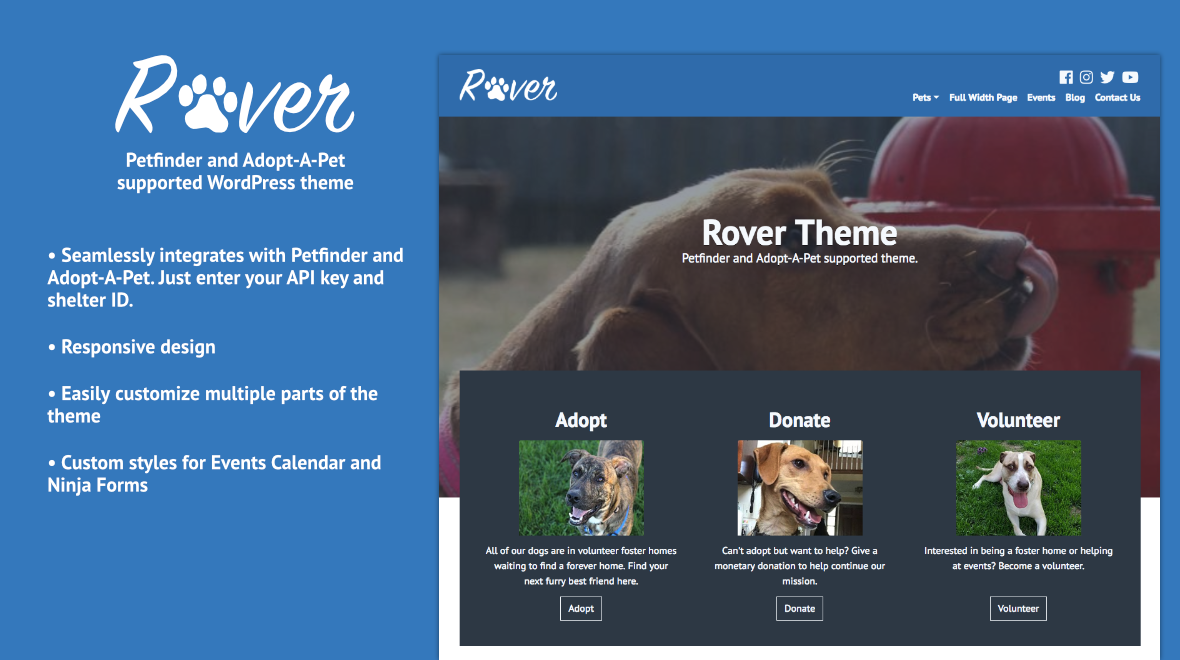 Rover
Petfinder and Adopt-A-Pet
supported WordPress theme
• Seamlessly integrates with Petfinder and
Adopt-A-Pet. Just enter your API key and
shelter ID.
• Responsive design
• Easily customize multiple parts of the
theme
• Custom styles for Events Calendar and
Ninja Forms
Rover
Pets Full Width Page Events Blog Contact Us
Rover Theme
Petfinder and Adopt-A-Pet supported theme.
Adopt
All of our dogs are in volunteer foster homes
waiting to find a forever home. Find your
next furry best friend here.
Adopt
Donate
Can't adopt but want to help? Give a
monetary donation to help continue our
mission.
Donate
Volunteer
Interested in being a foster home or helping
at events? Become a volunteer.
Volunteer